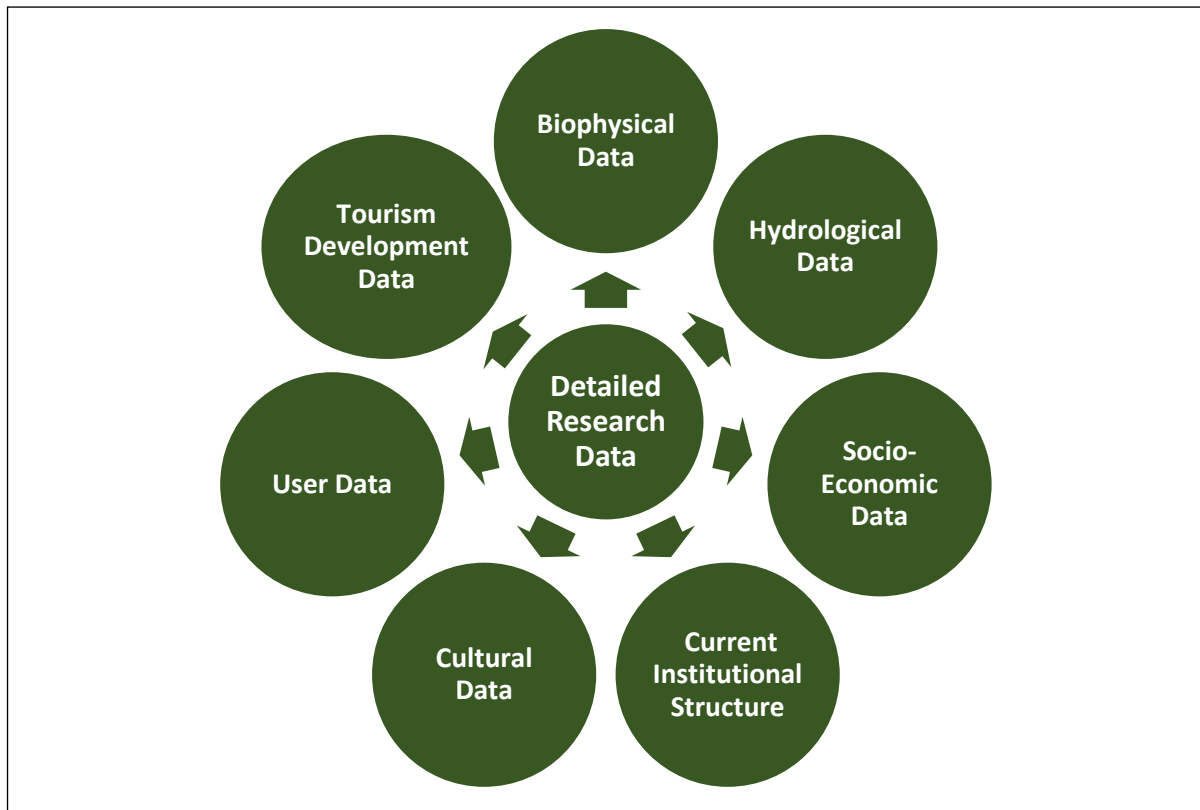 Biophysical
Data
Hydrological
Data
Socio-
Economic
Data
Current
Institutional
Structure
Cultural
Data
User Data
Tourism
Development
Data
Detailed
Research
Data